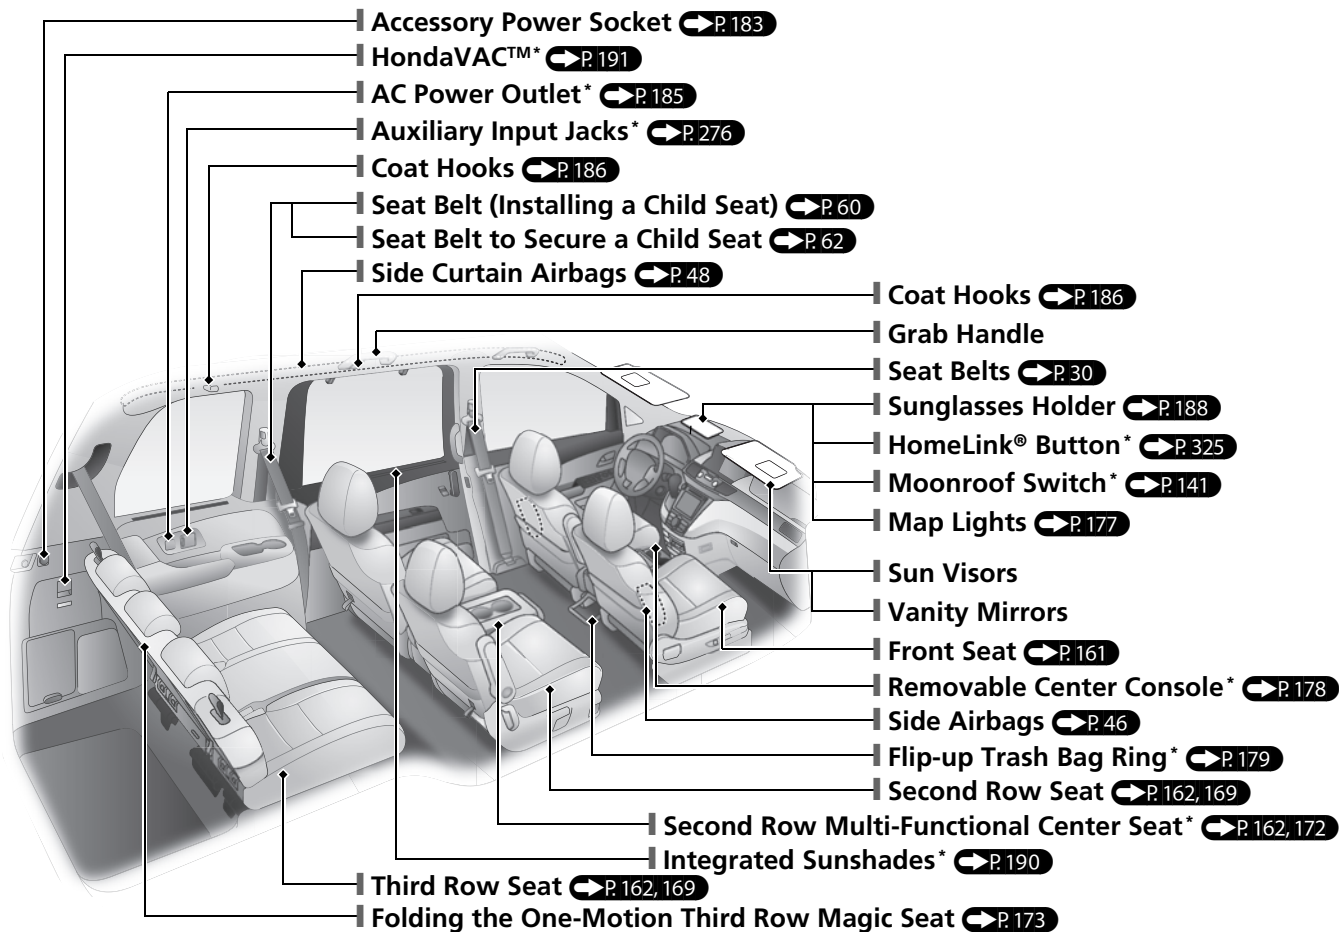 Accessory Power Socket P. 183
HondaVAC™* P. 191
AC Power Outlet* P. 185
Auxiliary Input Jacks* P. 276
Coat Hooks P. 186
Seat Belt (Installing a Child Seat) P. 60
Seat Belt to Secure a Child Seat P. 62
Side Curtain Airbags P. 48
Coat Hooks P. 186
Grab Handle
Seat Belts P. 30
Sunglasses Holder P. 188
HomeLink® Button* P. 325
Moonroof Switch* P. 141
Map Lights P. 177
Sun Visors
Vanity Mirrors
Front Seat P. 161
Removable Center Console* P. 178
Side Airbags P. 46
Flip-up Trash Bag Ring* P. 179
Second Row Seat P. 162, 169
Second Row Multi-Functional Center Seat* P. 162, 172
Integrated Sunshades* P. 190
Third Row Seat P. 162, 169
Folding the One-Motion Third Row Magic Seat P. 173